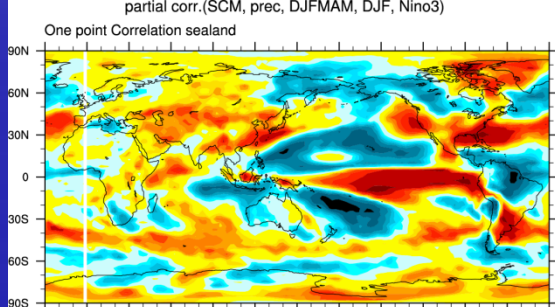 partial corr.(SCM, prec, DJFMAM, DJF, Nino3)
One point Correlation sealand
90N
60N
30N
0
30S
60S
90S